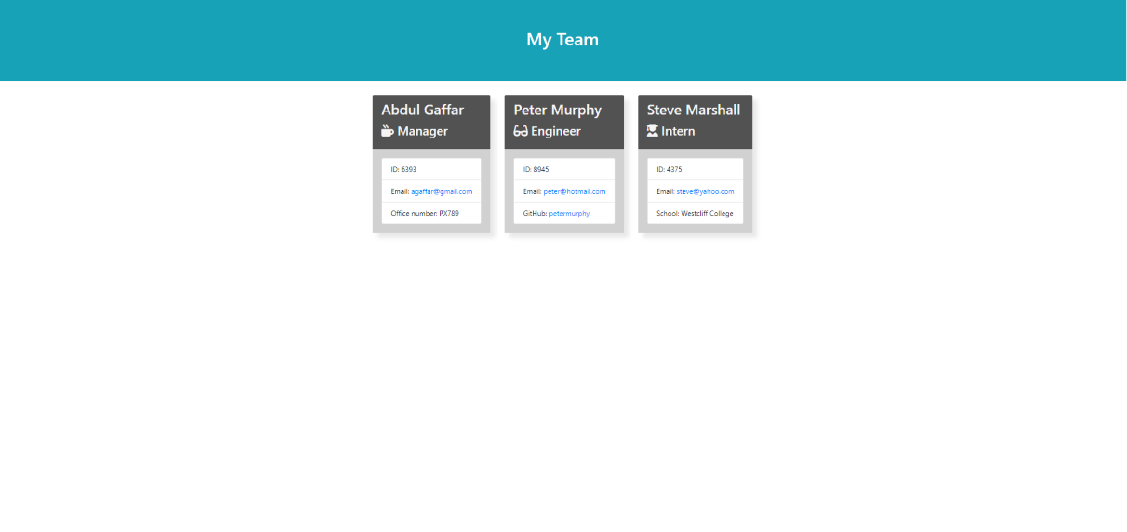 My Team
Abdul Gaffar
Manager
ID: 6393
Email: agaffar@gmail.com
Office number: PX789
Peter Murphy
Engineer
ID: 8945
Email: peter@hotmail.com
GitHub: petermurphy
Steve Marshall
Intern
ID: 4375
Email: steve@yahoo.com
School: Westcliff College